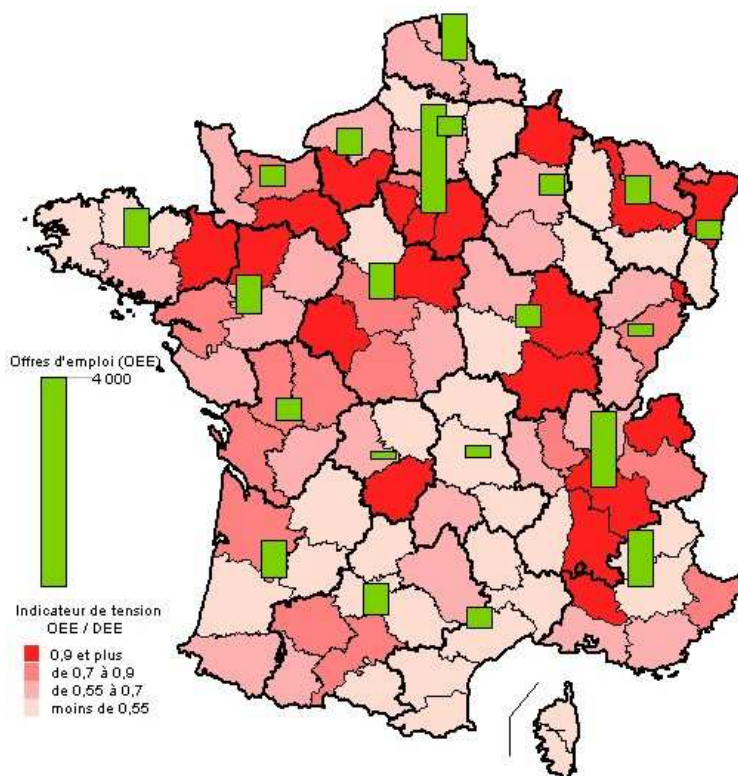 Offres d'emploi (OEE)
4 000
Indicateur de tension
OEE / DEE
0,9 et plus
de 0,7 à 0,9
de 0,55 à 0,7
moins de 0,55